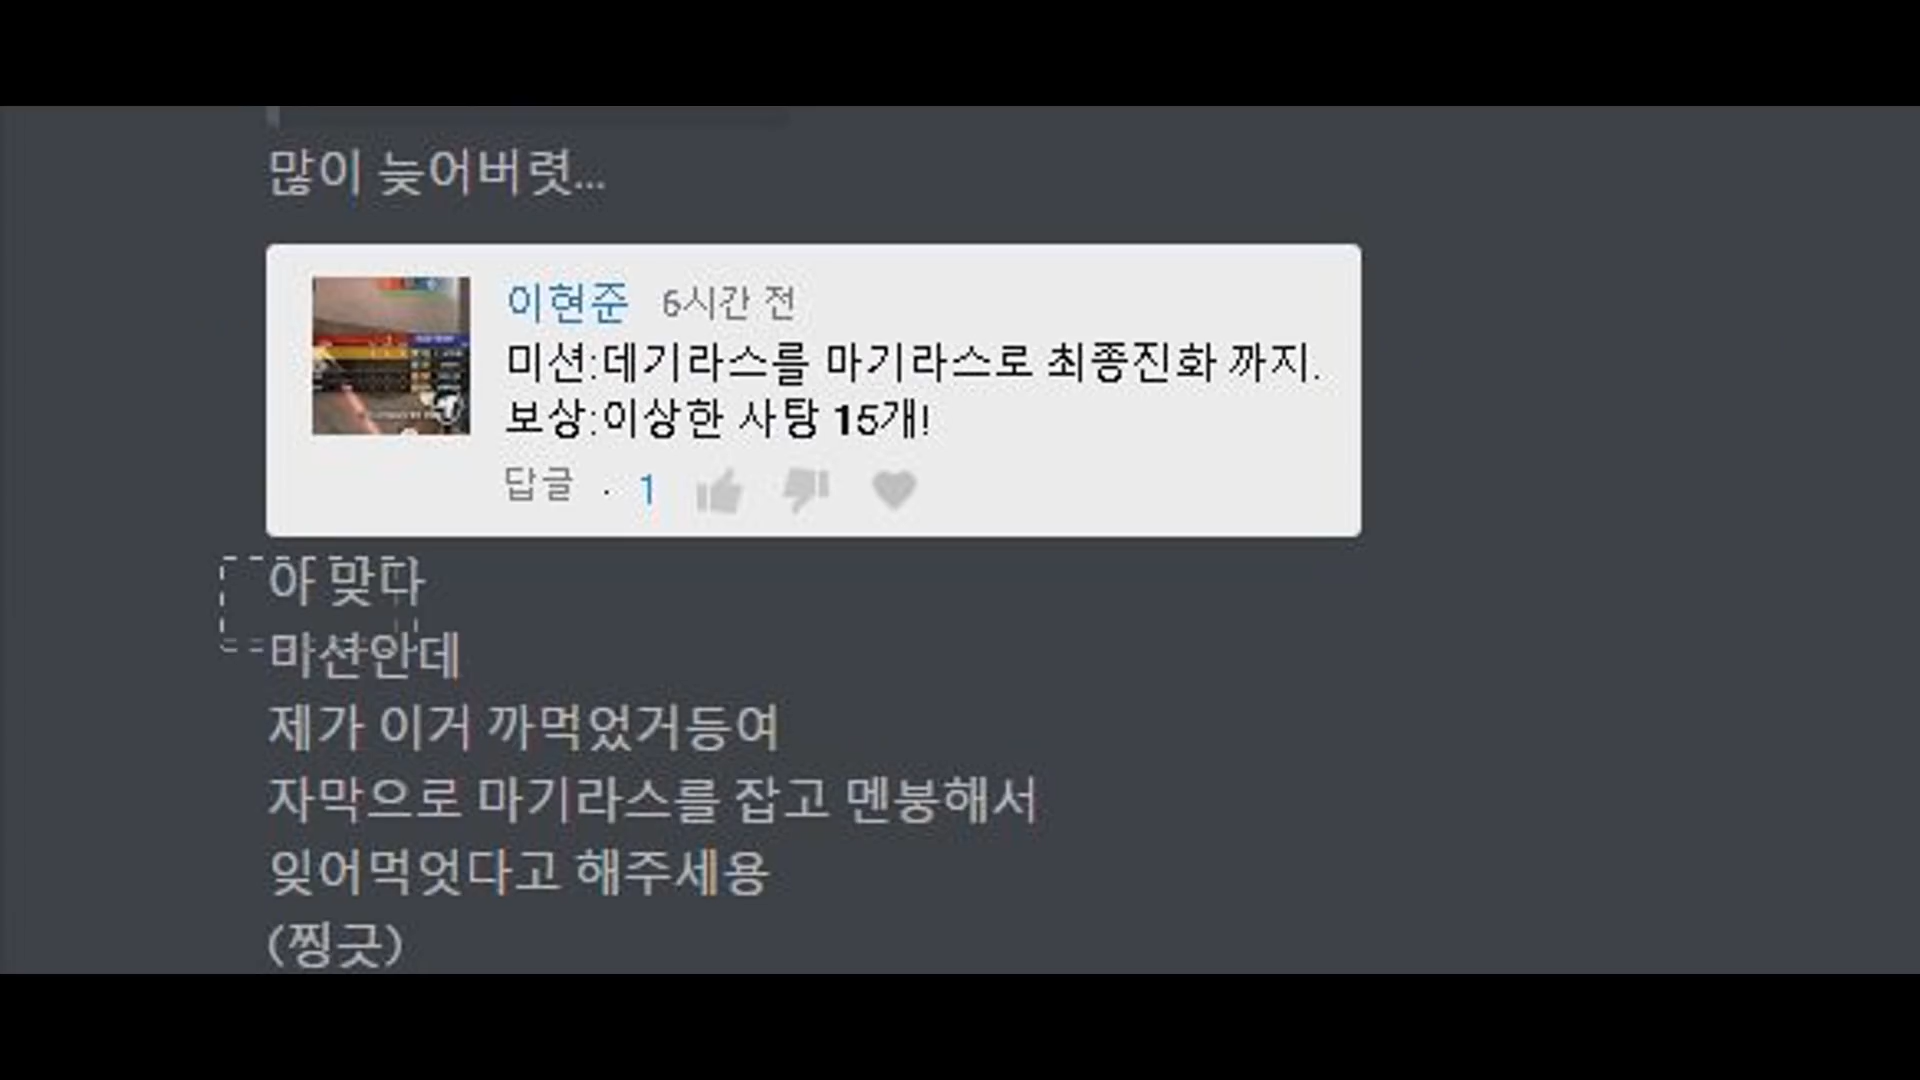 많이 늦어버렷...
이현준 6시간 전
미션:데기라스를 마기라스로 최종진화 까지.
보상:이상한 사탕 15개!
답글 · 1
아 맞다
미션안데
제가 이거 까먹었거등여
자막으로 마기라스를 잡고 멘붕해서
잊어먹엇다고 해주세용
(찡긋)